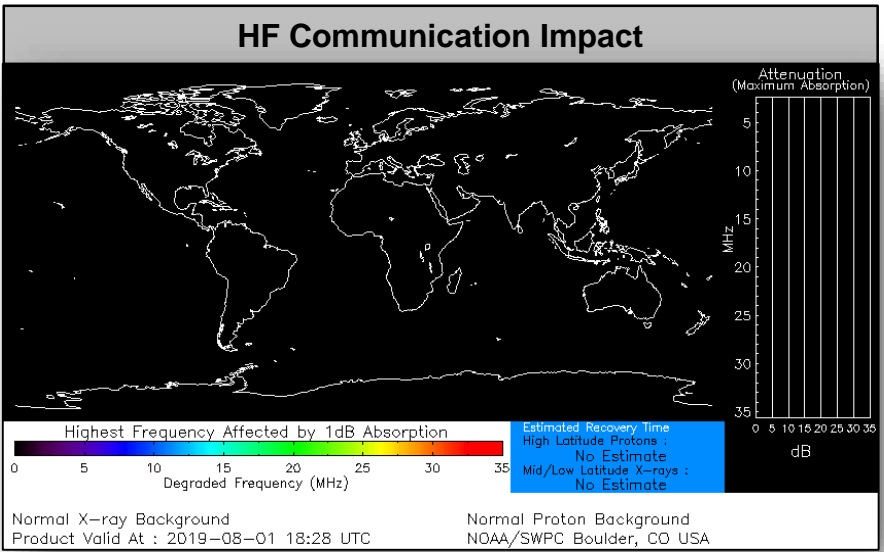 HF Communication Impact
Attenuation
(Maximum Absorption)
5
10
15
MHz
20
25
30
35
0 5 10 15 20 25 30 35
dB
Highest Frequency Affected by 1dB Absorption
0 5 10 15 20 25 30 35
Degraded Frequency (MHz)
Estimated Recovery Time
High Latitude Protons :
No Estimate
Mid/Low Latitude X-rays :
No Estimate
Normal X-ray Background
Product Valid At : 2019-08-01 18:28 UTC
Normal Proton Background
NOAA/SWPC Boulder, CO USA